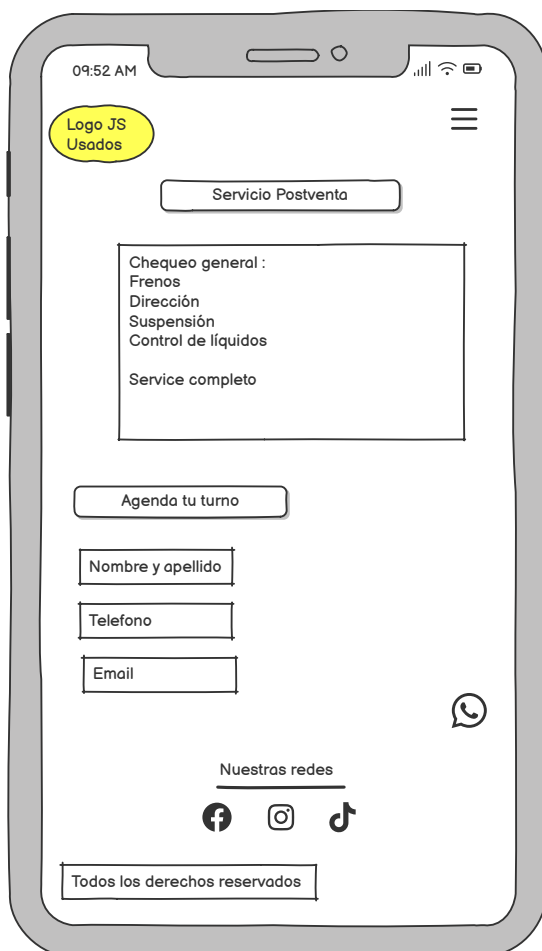 09:52 AM
Logo JS
Usados
Servicio Postventa
Chequeo general :
Frenos
Dirección
Suspensión
Control de líquidos
Service completo
Agenda tu turno
Nombre y apellido
Telefono
Email
Nuestras redes
Todos los derechos reservados